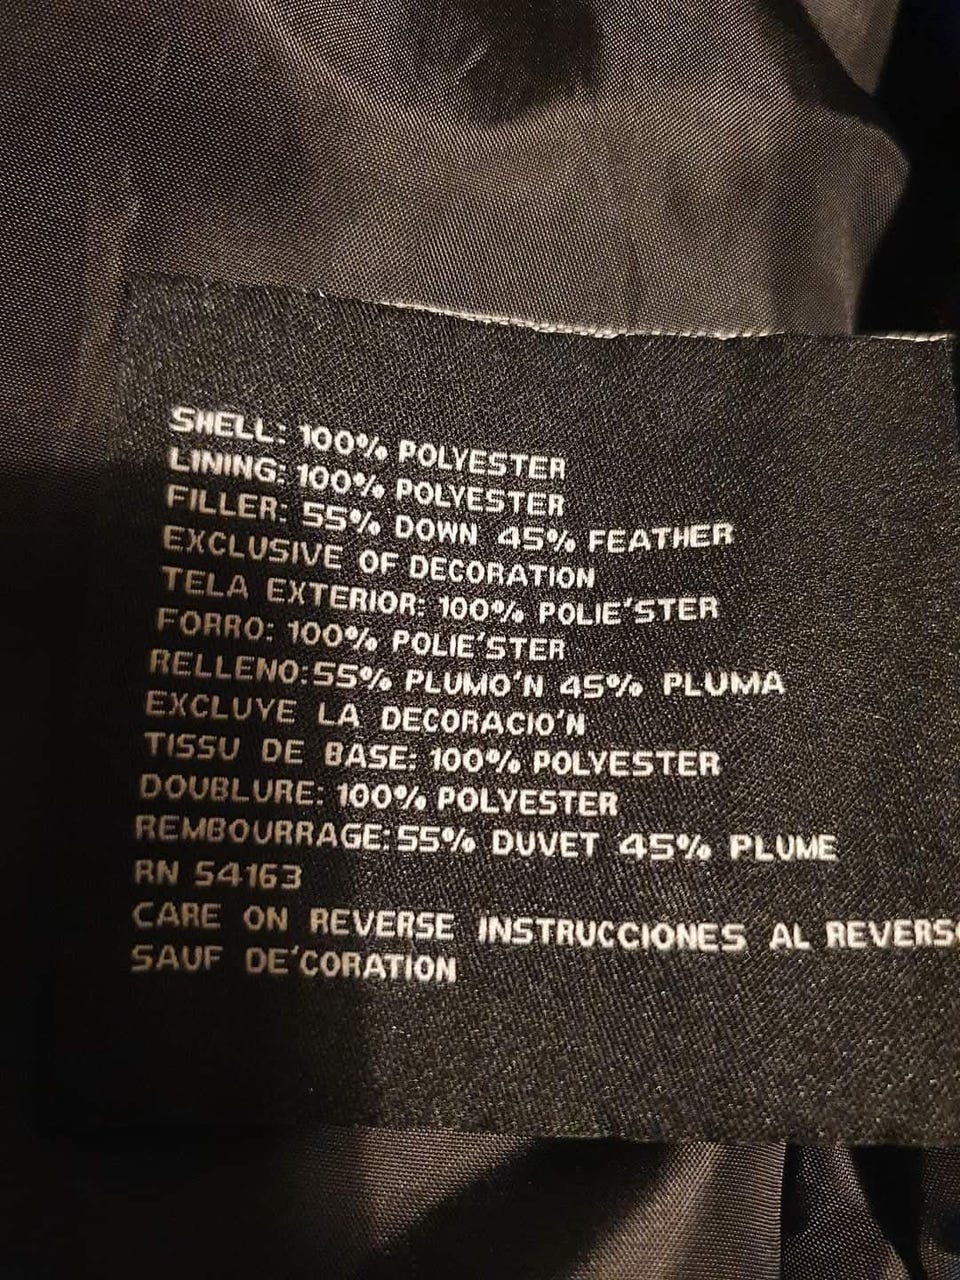 SHELL: 100% POLYESTER
LINING: 100% POLYESTER
FILLER: 55% DOWN 45% FEATHER
EXCLUSIVE OF DECORATION
TELA EXTERIOR: 100% POLIE'STER
FORRO: 100% POLIE'STER
RELLENO:55% PLUMO'N 45% PLUMA
EXCLUYE LA DECORACIO'N
TISSU DE BASE: 100% POLYESTER
DOUBLURE: 100% POLYESTER
REMBOURRAGE:55% DUVET 45% PLUME
RN 54163
CARE ON REVERSE INSTRUCCIONES AL REVERS
SAUF DE'CORATION